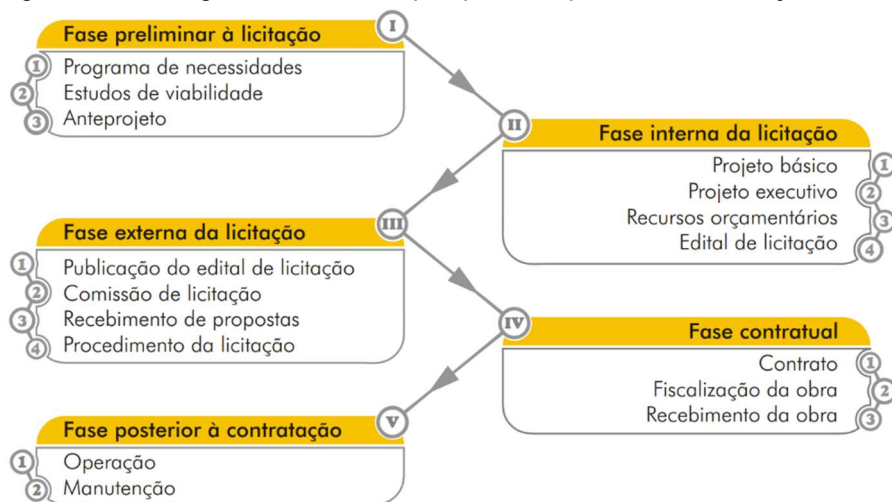 I
Fase preliminar à licitação
1 Programa de necessidades
2 Estudos de viabilidade
3 Anteprojeto
II
Fase interna da licitação
Projeto básico 1
Projeto executivo 2
Recursos orçamentários 3
Edital de licitação 4
III
Fase externa da licitação
1 Publicação do edital de licitação
2 Comissão de licitação
3 Recebimento de propostas
4 Procedimento da licitação
IV
Fase contratual
Contrato 1
Fiscalização da obra 2
Recebimento da obra 3
V
Fase posterior à contratação
1 Operação
2 Manutenção